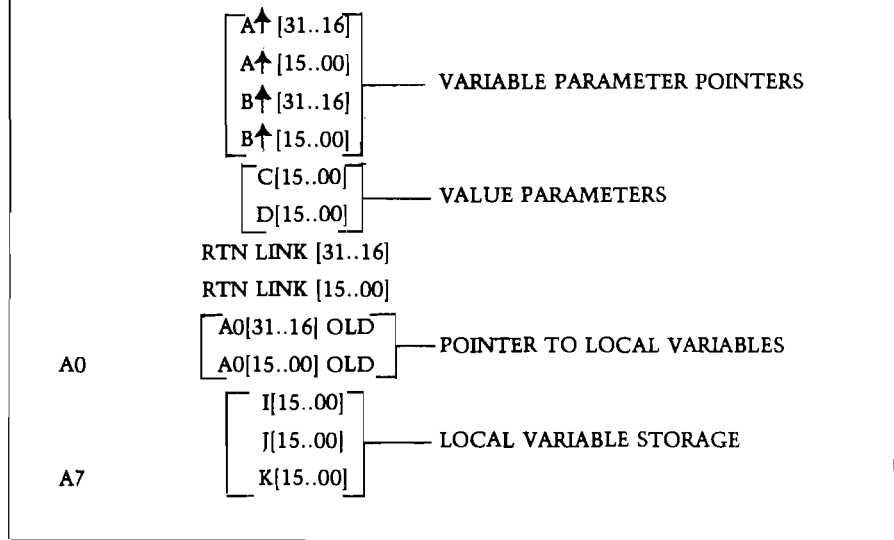 A↑ [31..16]
A↑ [15..00]
VARIABLE PARAMETER POINTERS
B↑ [31..16]
B↑ [15..00]
C[15..00]
VALUE PARAMETERS
D[15..00]
RTN LINK [31..16]
RTN LINK [15..00]
A0[31..16] OLD
POINTER TO LOCAL VARIABLES
A0 A0[15..00] OLD
I[15..00]
J[15..00] LOCAL VARIABLE STORAGE
A7 K[15..00]